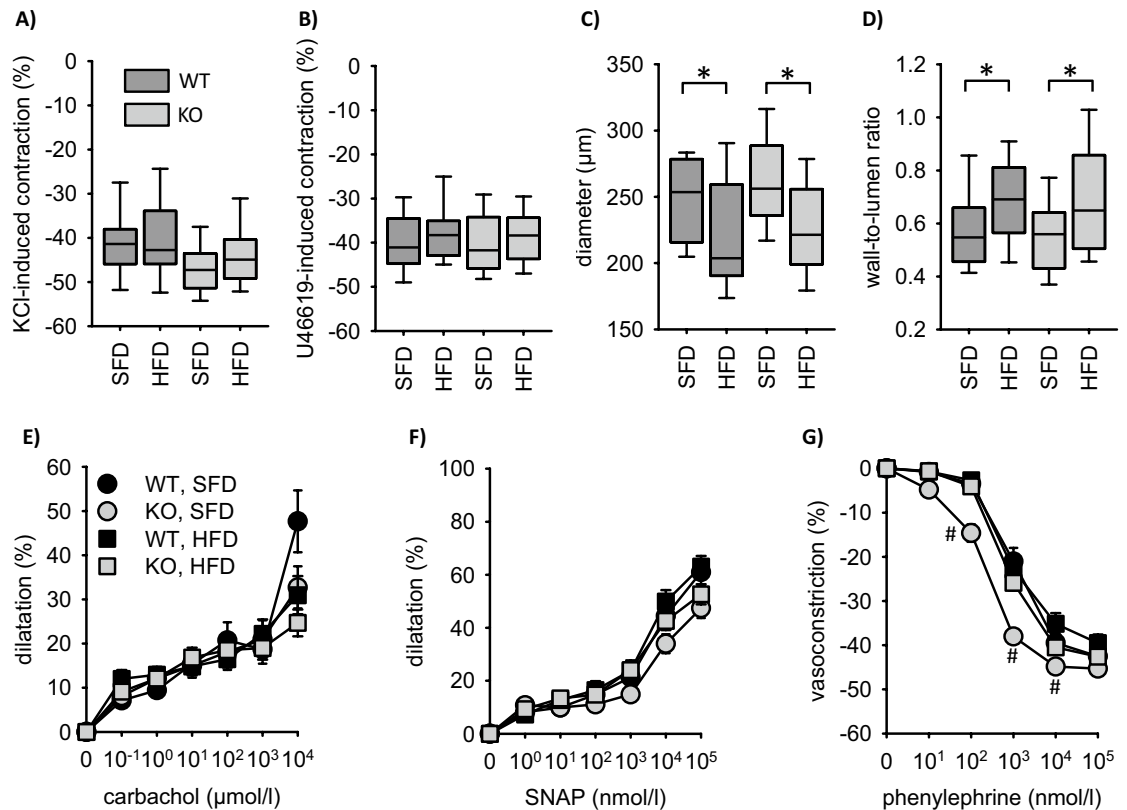 A)
KCl-induced contraction (%)
0
-10
-20
-30
-40
-50
-60
WT
KO
SFD
HFD
SFD
HFD
B)
U46619-induced contraction (%)
0
-10
-20
-30
-40
-50
-60
SFD
HFD
SFD
HFD
C)
diameter (µm)
350
300
250
200
150
*
*
SFD
HFD
SFD
HFD
D)
wall-to-lumen ratio
1.2
1.0
0.8
0.6
0.4
0.2
*
*
SFD
HFD
SFD
HFD
E)
dilatation (%)
60
50
40
30
20
10
0
WT, SFD
KO, SFD
WT, HFD
KO, HFD
0 10⁻¹ 10⁰ 10¹ 10² 10³ 10⁴
carbachol (µmol/l)
F)
dilatation (%)
100
80
60
40
20
0
0 10⁰ 10¹ 10² 10³ 10⁴ 10⁵
SNAP (nmol/l)
G)
vasoconstriction (%)
0
-10
-20
-30
-40
-50
-60
#
#
#
0 10¹ 10² 10³ 10⁴ 10⁵
phenylephrine (nmol/l)